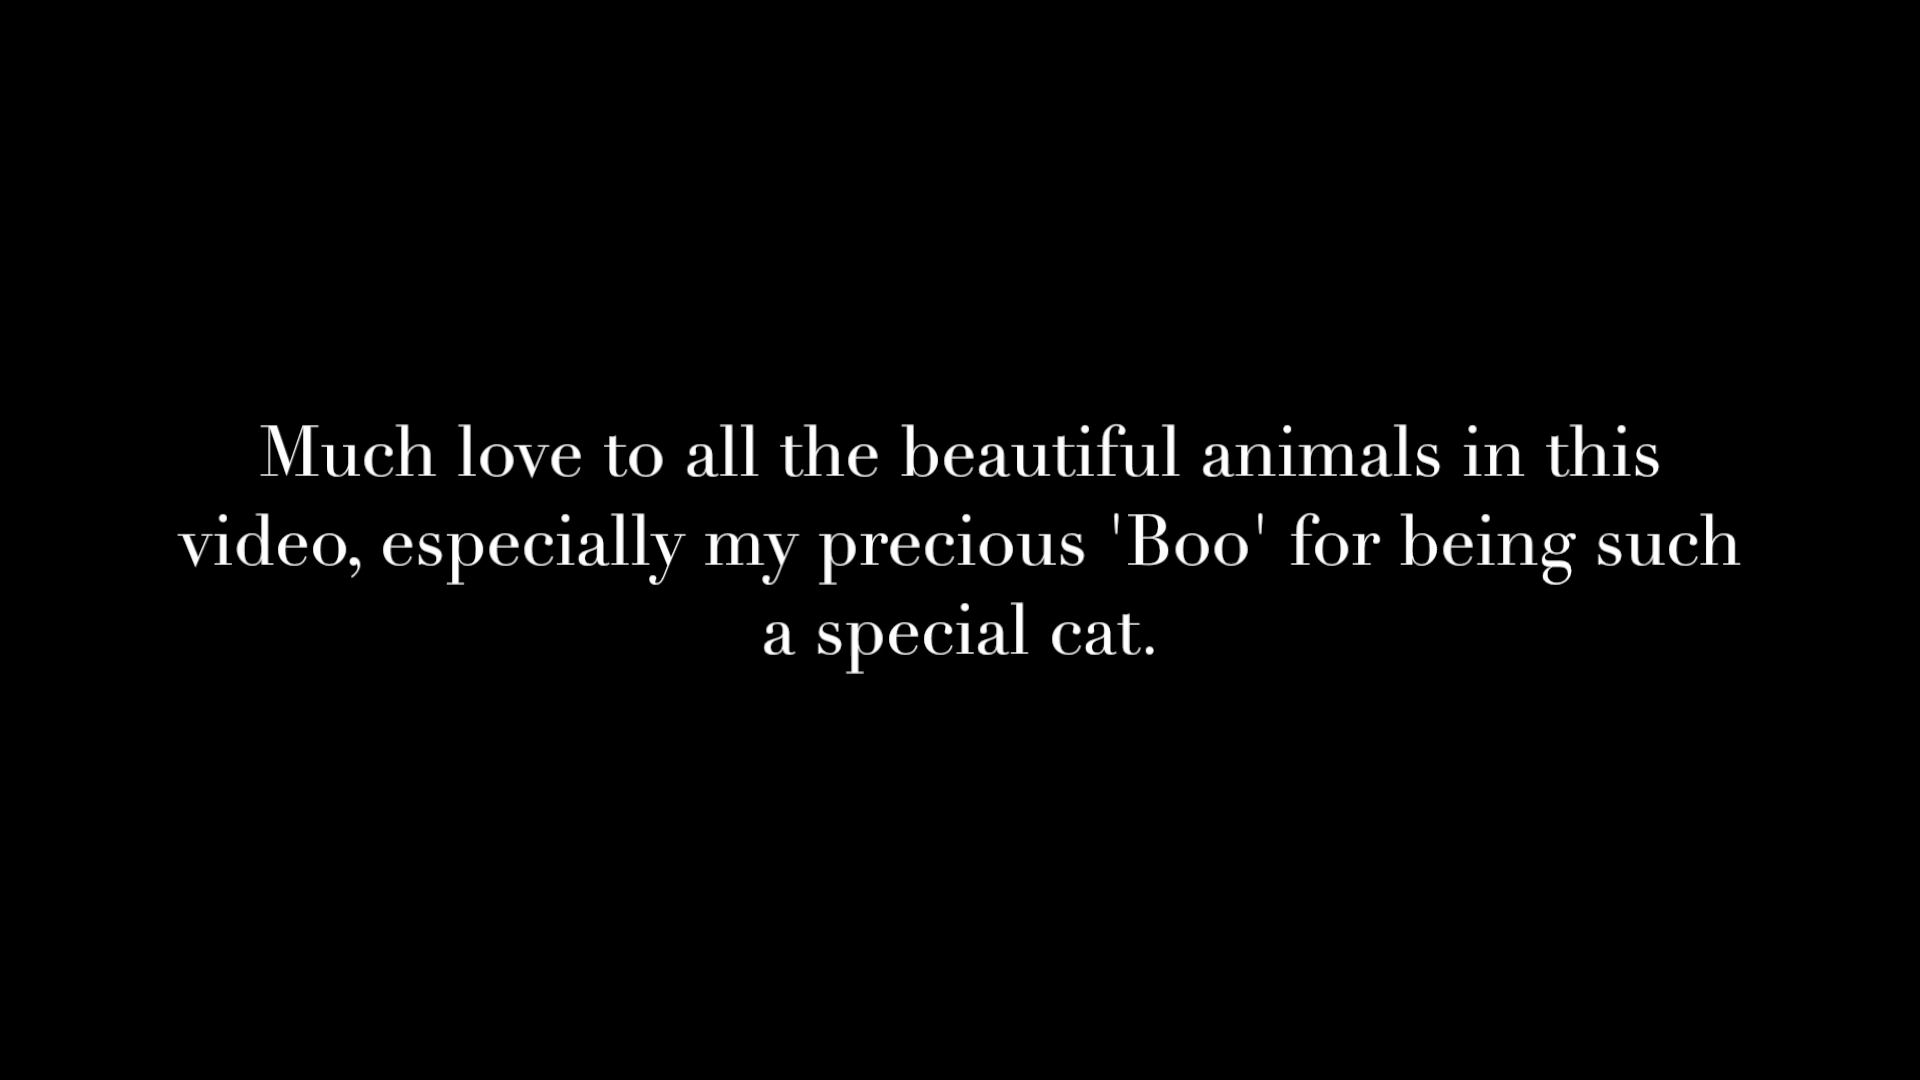 Much love to all the beautiful animals in this
video, especially my precious 'Boo' for being such
a special cat.